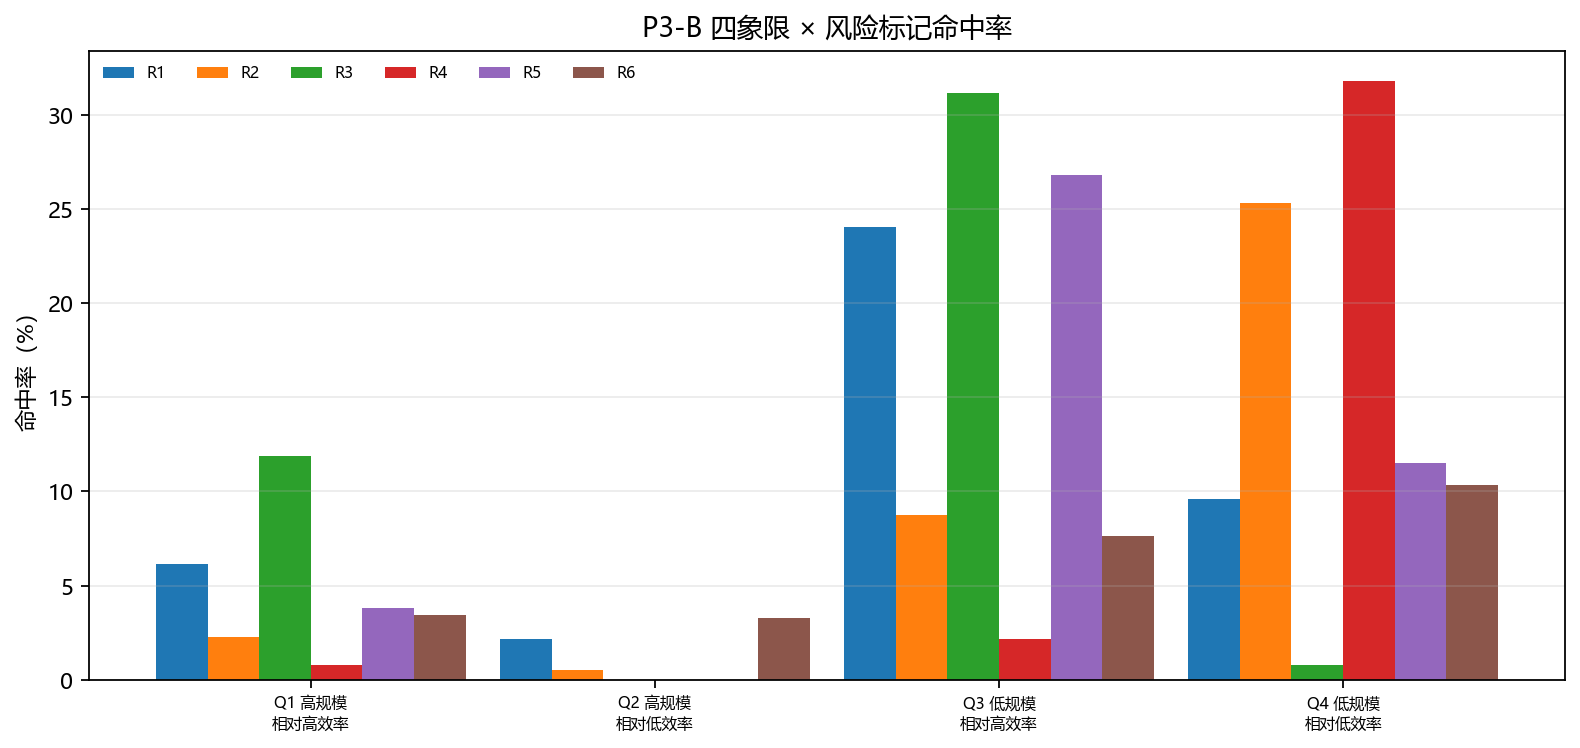 P3-B 四象限 × 风险标记命中率
R1 R2 R3 R4 R5 R6
命中率（%）
30
25
20
15
10
5
0
Q1 高规模
相对高效率
Q2 高规模
相对低效率
Q3 低规模
相对高效率
Q4 低规模
相对低效率